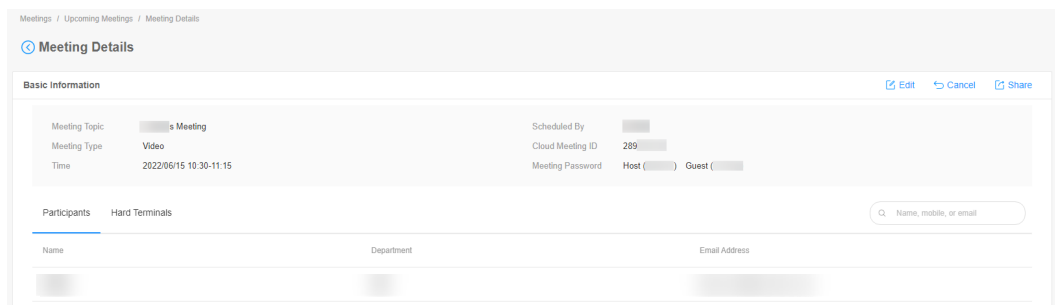 Meetings / Upcoming Meetings / Meeting Details
Meeting Details
Basic Information Edit Cancel Share
Meeting Topic s Meeting Scheduled By
Meeting Type Video Cloud Meeting ID 289
Time 2022/06/15 10:30-11:15 Meeting Password Host ( ) Guest (
Participants Hard Terminals Name, mobile, or email
Name Department Email Address